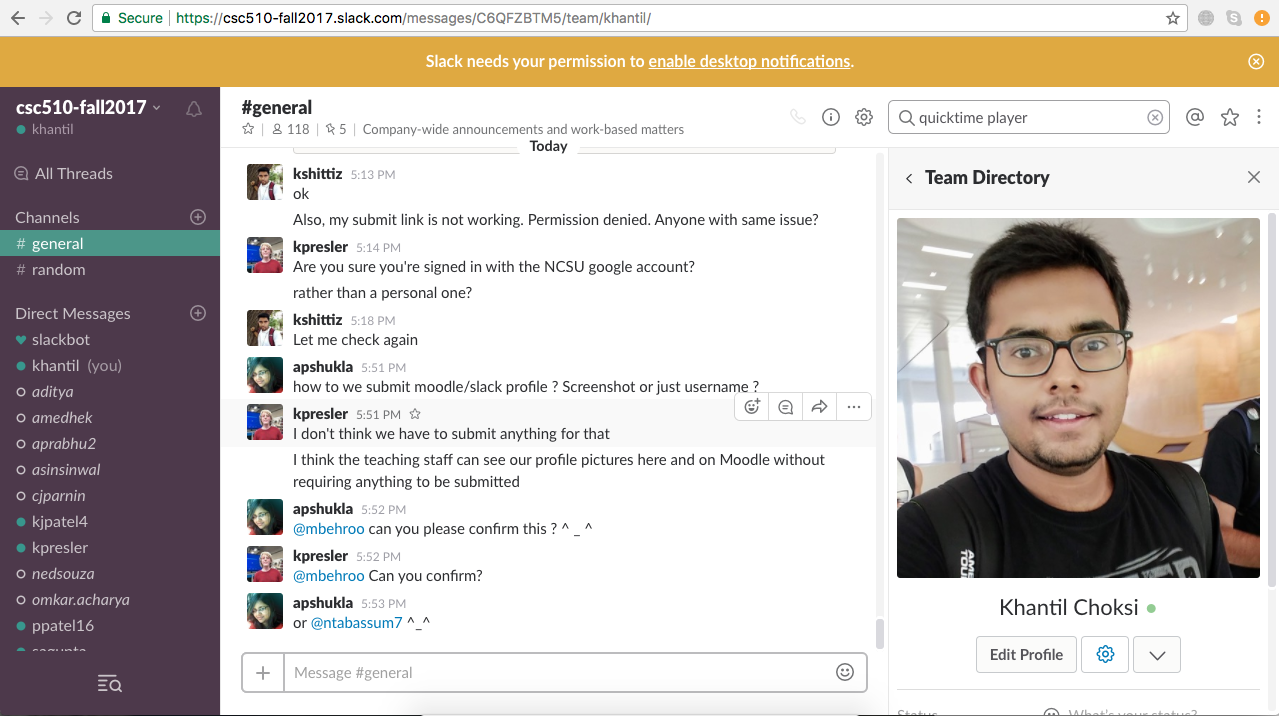 Secure https://csc510-fall2017.slack.com/messages/C6QFZBTM5/team/khantil/
Slack needs your permission to enable desktop notifications.
csc510-fall2017
khantil
All Threads
Channels
# general
# random
Direct Messages
slackbot
khantil (you)
aditya
amedhek
aprabhu2
asinsinwal
cjparnin
kjpatel4
kpresler
nedsouza
omkar.acharya
ppatel16
#general
118 | 5 | Company-wide announcements and work-based matters
quicktime player
Today
kshittiz 5:13 PM
ok
Also, my submit link is not working. Permission denied. Anyone with same issue?
kpresler 5:14 PM
Are you sure you're signed in with the NCSU google account?
rather than a personal one?
kshittiz 5:18 PM
Let me check again
apshukla 5:51 PM
how to we submit moodle/slack profile ? Screenshot or just username ?
kpresler 5:51 PM
I don't think we have to submit anything for that
I think the teaching staff can see our profile pictures here and on Moodle without
requiring anything to be submitted
apshukla 5:52 PM
@mbehroo can you please confirm this ? ^ _ ^
kpresler 5:52 PM
@mbehroo Can you confirm?
apshukla 5:53 PM
or @ntabassum7 ^_^
Message #general
Team Directory
Khantil Choksi
Edit Profile
Status What's your status?